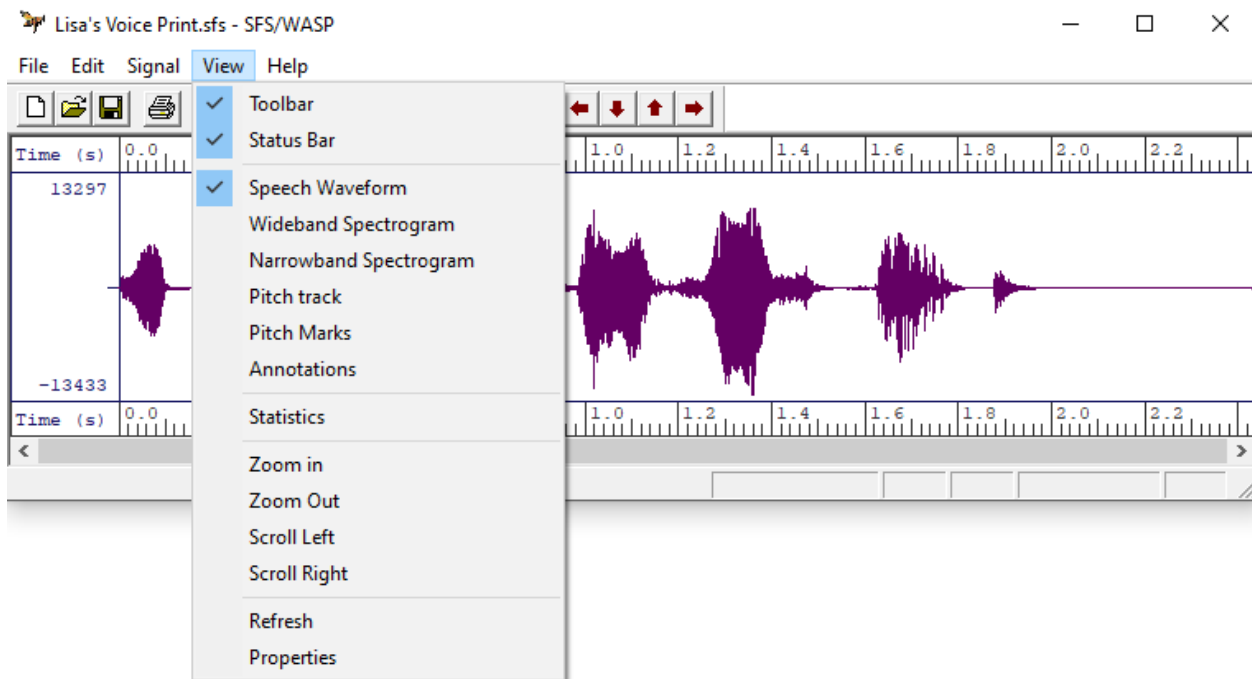 Lisa's Voice Print.sfs - SFS/WASP
File Edit Signal View Help
Toolbar
Status Bar
Time (s) 0.0 1.0 1.2 1.4 1.6 1.8 2.0 2.2
13297
Speech Waveform
Wideband Spectrogram
Narrowband Spectrogram
Pitch track
Pitch Marks
Annotations
-13433
Time (s) 0.0 1.0 1.2 1.4 1.6 1.8 2.0 2.2
Statistics
Zoom in
Zoom Out
Scroll Left
Scroll Right
Refresh
Properties